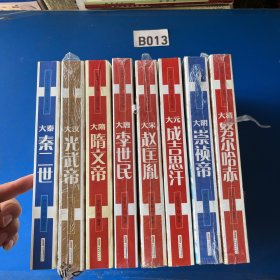 B013
大秦
秦二世
大汉
光武帝
大隋
隋文帝
大唐
李世民
大宋
赵匡胤
大元
成吉思汗
大明
崇祯帝
大清
努尔哈赤